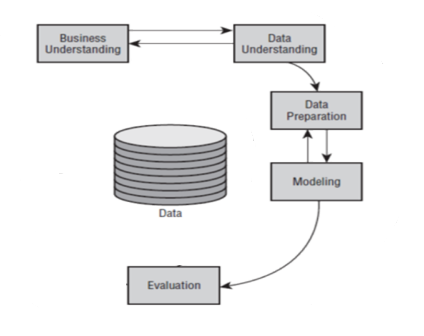 Business
Understanding
Data
Understanding
Data
Preparation
Modeling
Data
Evaluation